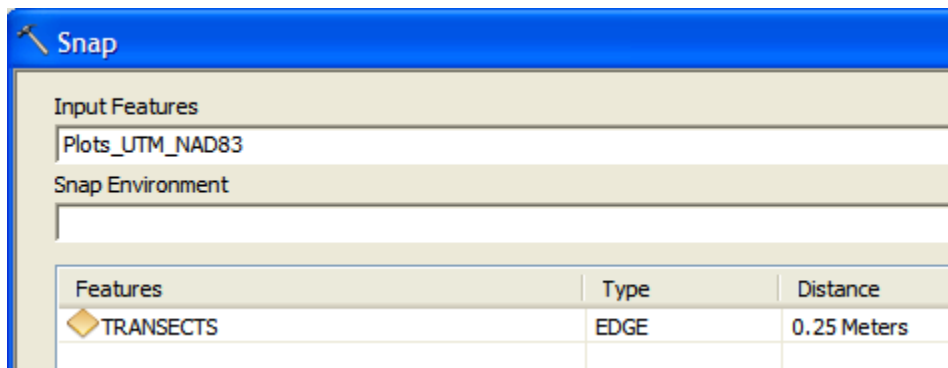 Snap
Input Features
Plots_UTM_NAD83
Snap Environment
Features Type Distance
TRANSECTS EDGE 0.25 Meters